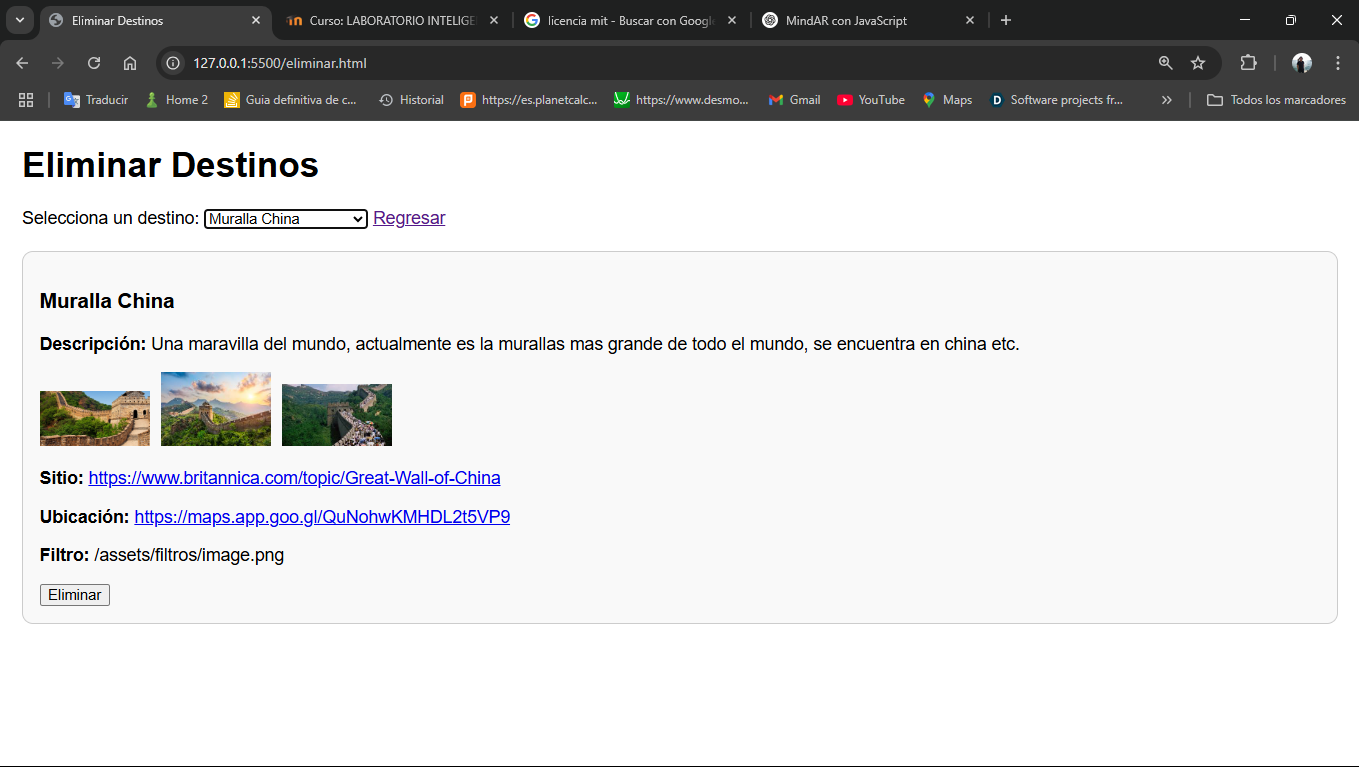 Eliminar Destinos
Curso: LABORATORIO INTELIGE
licencia mit - Buscar con Google
MindAR con JavaScript
127.0.0.1:5500/eliminar.html
Traducir
Home 2
Guia definitiva de c...
Historial
https://es.planetcalc...
https://www.desmo...
Gmail
YouTube
Maps
D
Software projects fr...
Todos los marcadores
Eliminar Destinos
Selecciona un destino: Muralla China Regresar
Muralla China
Descripción: Una maravilla del mundo, actualmente es la murallas mas grande de todo el mundo, se encuentra en china etc.
Sitio: https://www.britannica.com/topic/Great-Wall-of-China
Ubicación: https://maps.app.goo.gl/QuNohwKMHDL2t5VP9
Filtro: /assets/filtros/image.png
Eliminar